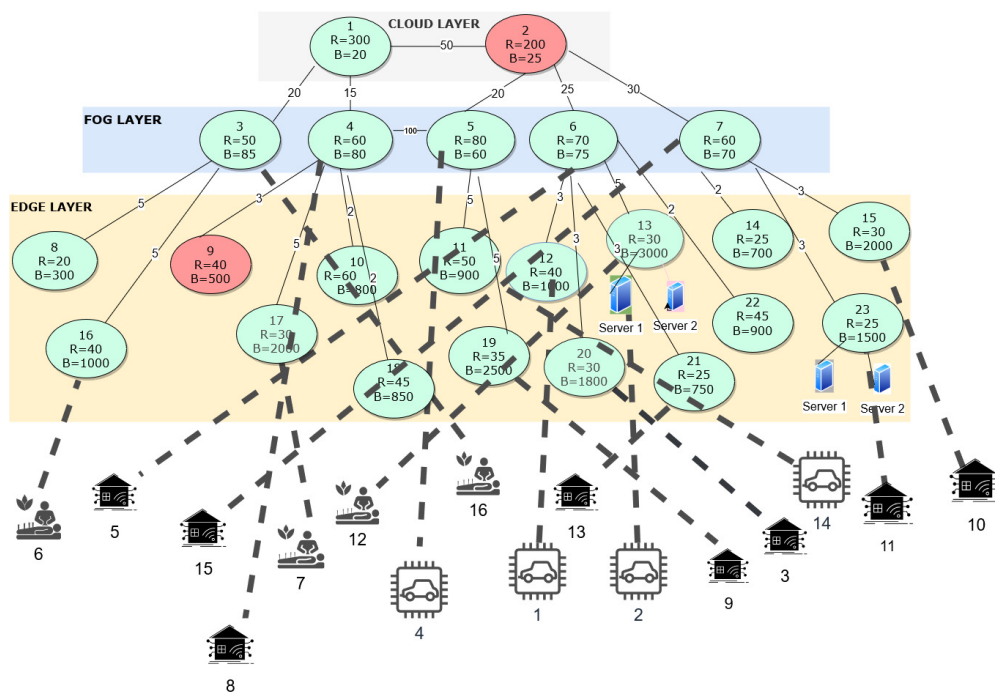 CLOUD LAYER
1
R=300
B=20
50
2
R=200
B=25
20
15
20
25
30
FOG LAYER
3
R=50
B=85
4
R=60
B=80
100
5
R=80
B=60
6
R=70
B=75
7
R=60
B=70
EDGE LAYER
5
5
3
5
2
2
5
5
3
3
3
5
2
2
3
3
8
R=20
B=300
9
R=40
B=500
10
R=60
B=800
11
R=50
B=900
12
R=40
B=1000
13
R=30
B=3000
14
R=25
B=700
15
R=30
B=2000
16
R=40
B=1000
17
R=30
B=2000
18
R=45
B=850
19
R=35
B=2500
20
R=30
B=1800
21
R=25
B=750
22
R=45
B=900
23
R=25
B=1500
Server 1
Server 2
Server 1
Server 2
6
5
15
7
12
16
4
1
13
2
9
3
14
11
10
8